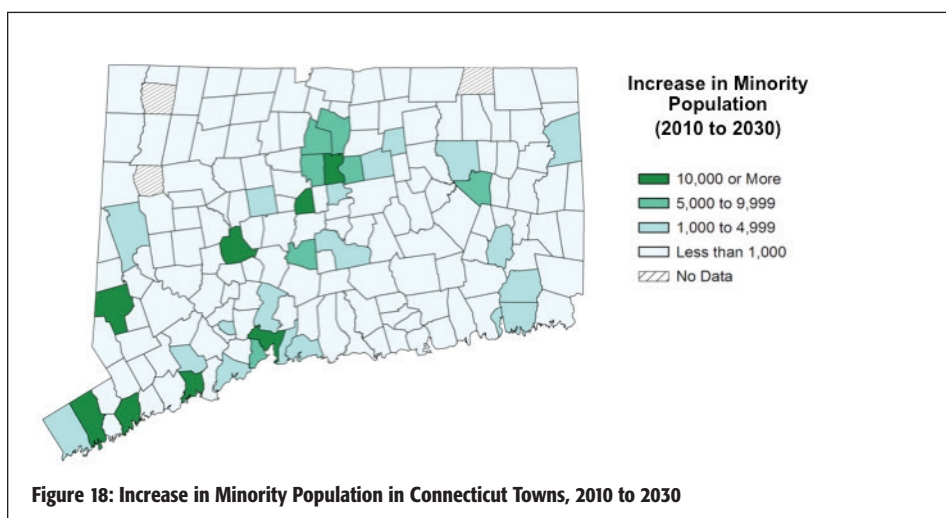 Increase in Minority
Population
(2010 to 2030)
10,000 or More
5,000 to 9,999
1,000 to 4,999
Less than 1,000
No Data
Figure 18: Increase in Minority Population in Connecticut Towns, 2010 to 2030